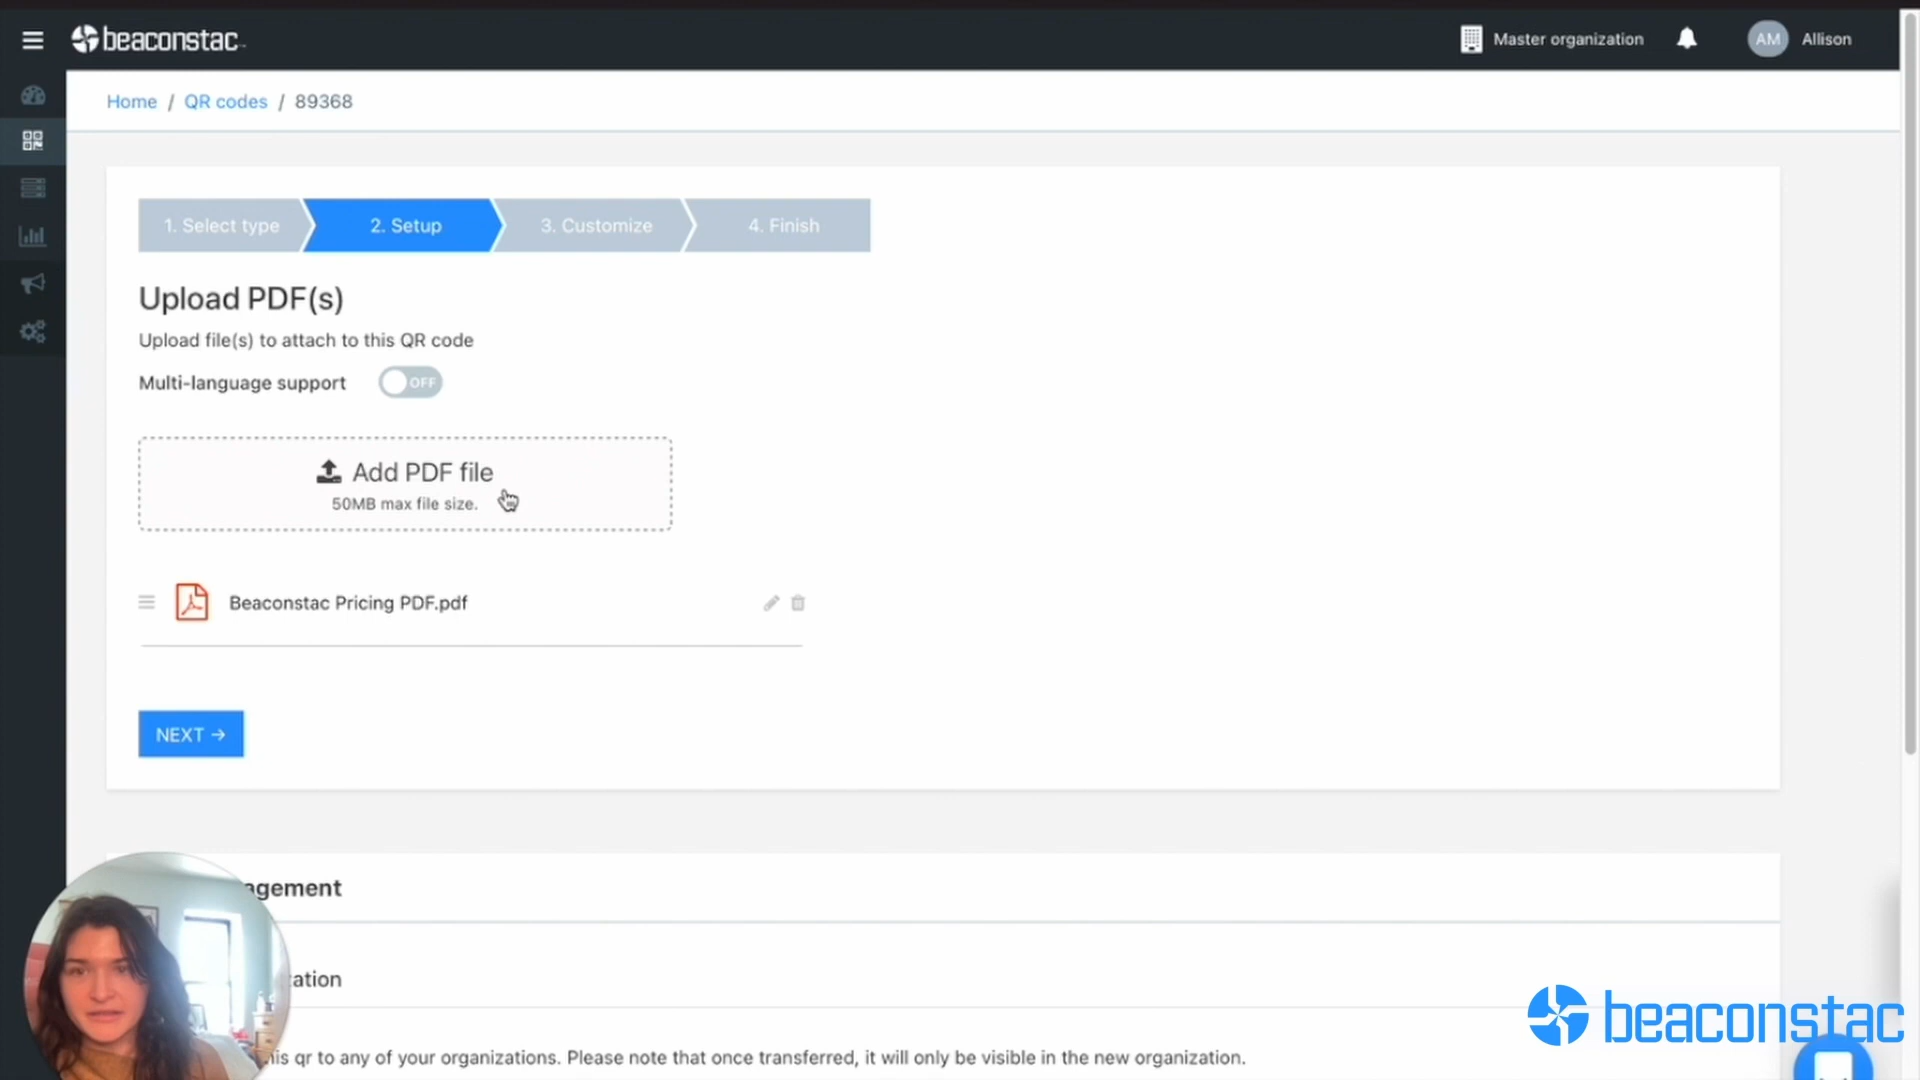 beaconstac
Master organization
AM
Allison
Home / QR codes / 89368
1. Select type
2. Setup
3. Customize
4. Finish
Upload PDF(s)
Upload file(s) to attach to this QR code
Multi-language support
OFF
Add PDF file
50MB max file size.
Beaconstac Pricing PDF.pdf
NEXT →
agement
ation
his qr to any of your organizations. Please note that once transferred, it will only be visible in the new organization.
beaconstac